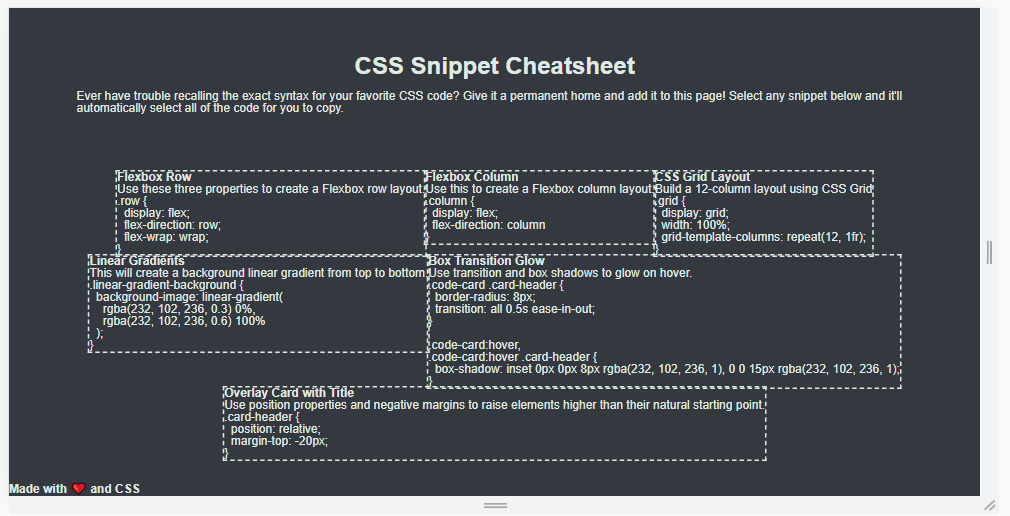 CSS Snippet Cheatsheet
Ever have trouble recalling the exact syntax for your favorite CSS code? Give it a permanent home and add it to this page! Select any snippet below and it'll
automatically select all of the code for you to copy.
Flexbox Row
Use these three properties to create a Flexbox row layout.
.row {
  display: flex;
  flex-direction: row;
  flex-wrap: wrap;
}
Flexbox Column
Use this to create a Flexbox column layout.
.column {
  display: flex;
  flex-direction: column
}
CSS Grid Layout
Build a 12-column layout using CSS Grid
.grid {
  display: grid;
  width: 100%;
  grid-template-columns: repeat(12, 1fr);
}
Linear Gradients
This will create a background linear gradient from top to bottom.
.linear-gradient-background {
  background-image: linear-gradient(
    rgba(232, 102, 236, 0.3) 0%,
    rgba(232, 102, 236, 0.6) 100%
  );
}
Box Transition Glow
Use transition and box shadows to glow on hover.
.code-card .card-header {
  border-radius: 8px;
  transition: all 0.5s ease-in-out;
}
.code-card:hover,
.code-card:hover .card-header {
  box-shadow: inset 0px 0px 8px rgba(232, 102, 236, 1), 0 0 15px rgba(232, 102, 236, 1);
}
Overlay Card with Title
Use position properties and negative margins to raise elements higher than their natural starting point.
.card-header {
  position: relative;
  margin-top: -20px;
}
Made with ❤️ and CSS